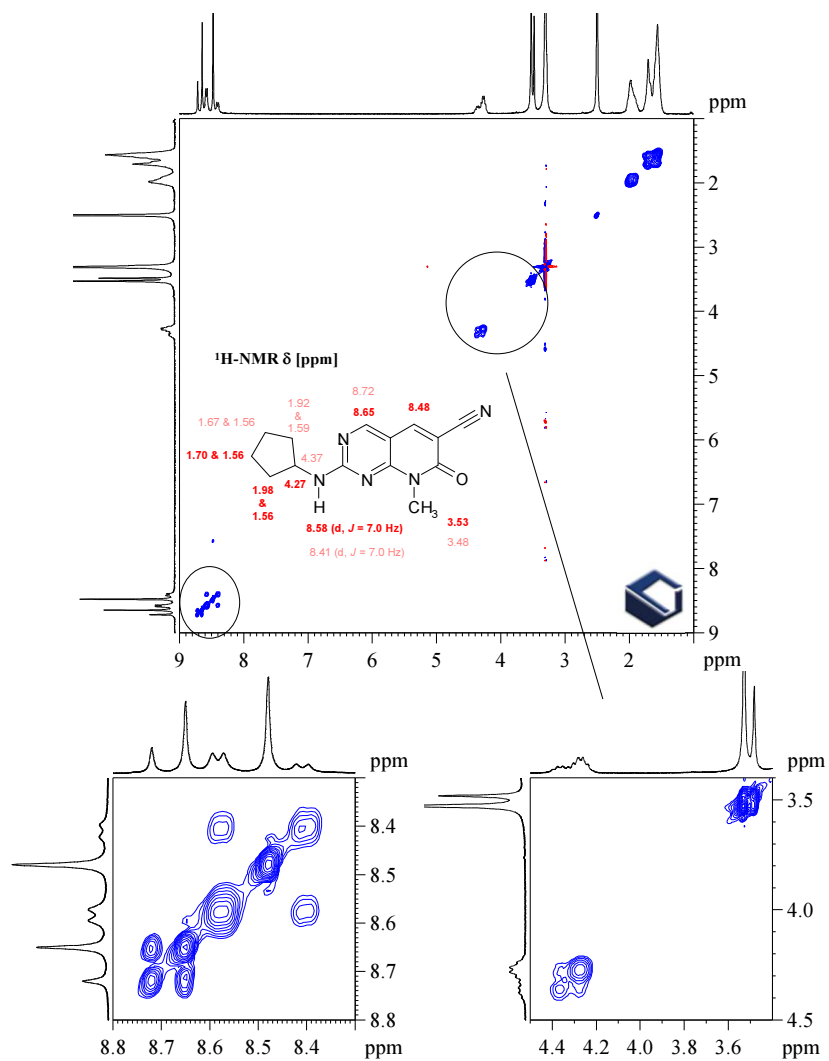 ppm
2
3
4
5
6
7
8
9
9 8 7 6 5 4 3 2
ppm ppm
¹H-NMR δ [ppm]
8.72
8.65
8.48
N
1.92
&
1.59
1.67 & 1.56
1.70 & 1.56
4.37
4.27
1.98
&
1.56
N
N
H
N
N
O
CH₃
8.58 (d, J = 7.0 Hz)
8.41 (d, J = 7.0 Hz)
3.53
3.48
ppm
8.4
8.5
8.6
8.7
8.8
8.8 8.7 8.6 8.5 8.4
ppm ppm
ppm
3.5
4.0
4.5
4.4 4.2 4.0 3.8 3.6
ppm ppm